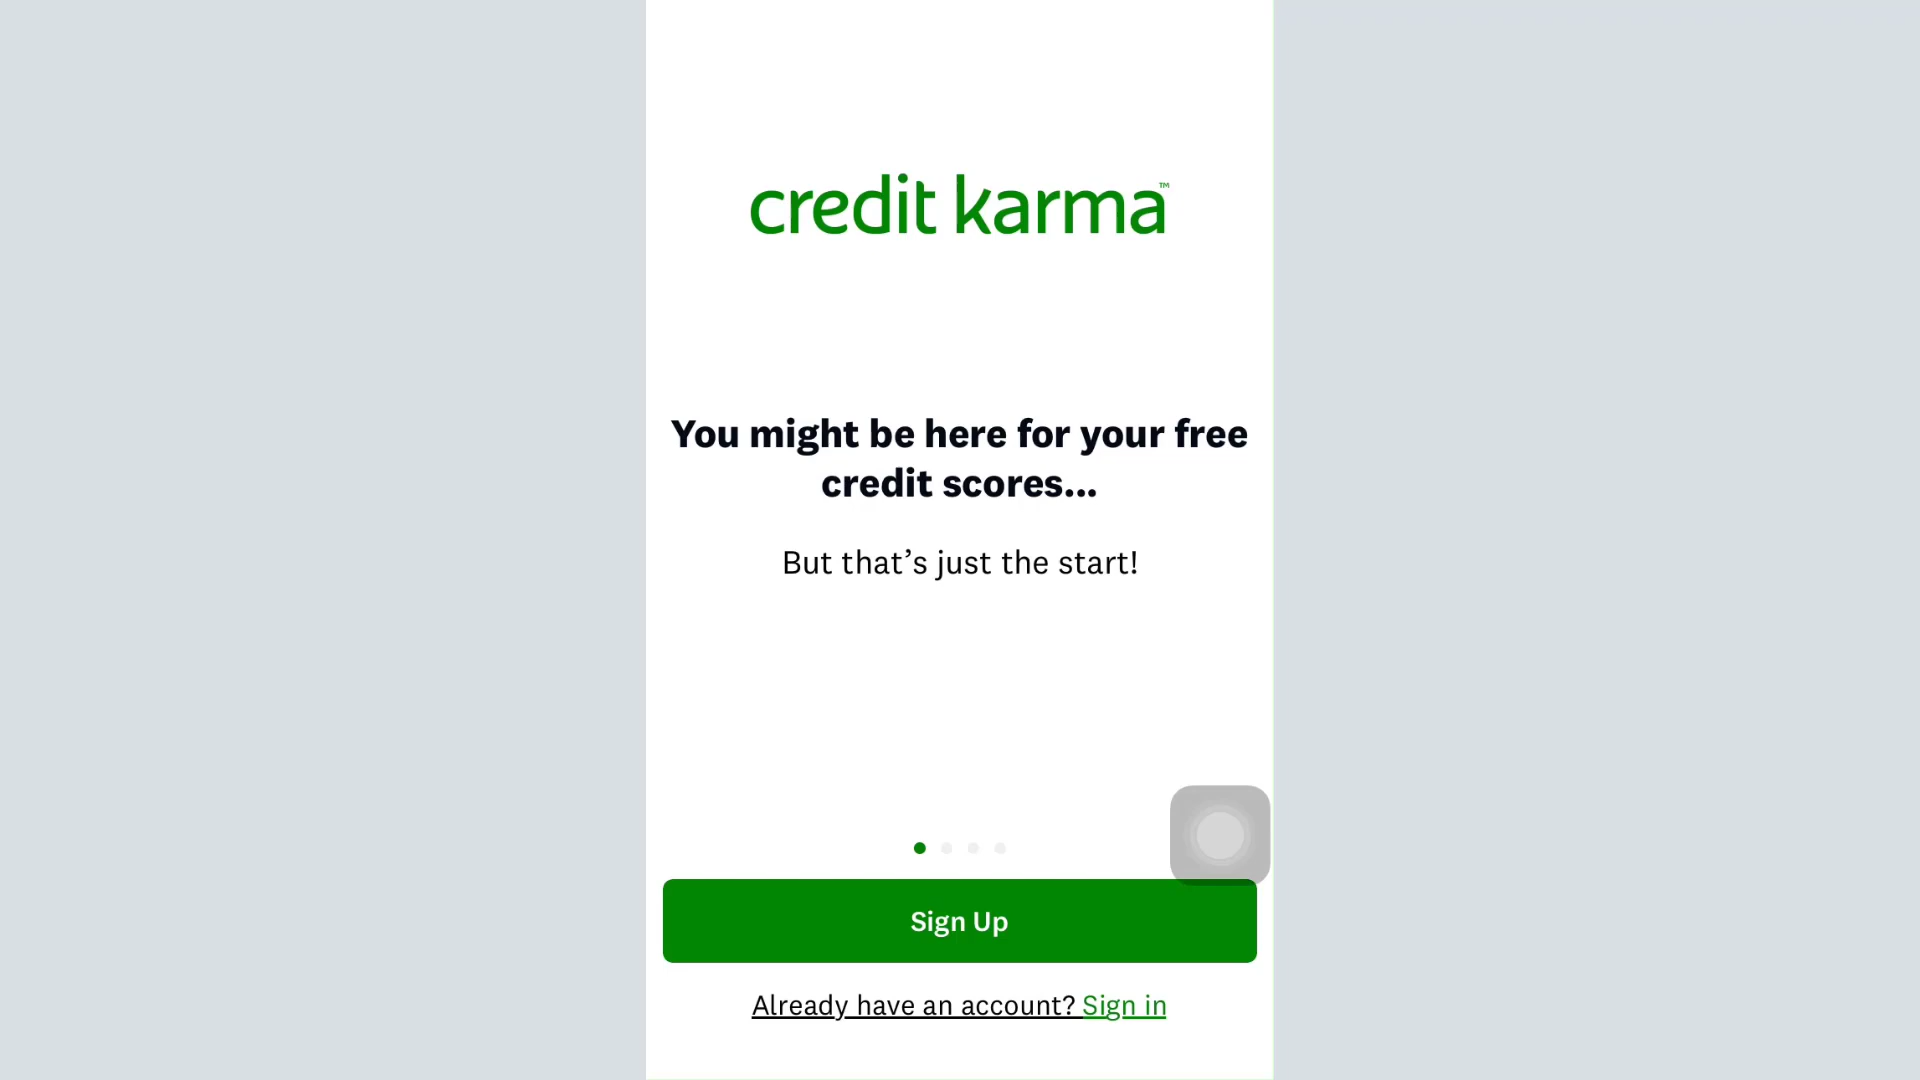 credit karma™
You might be here for your free
credit scores...
But that’s just the start!
Sign Up
Already have an account? Sign in